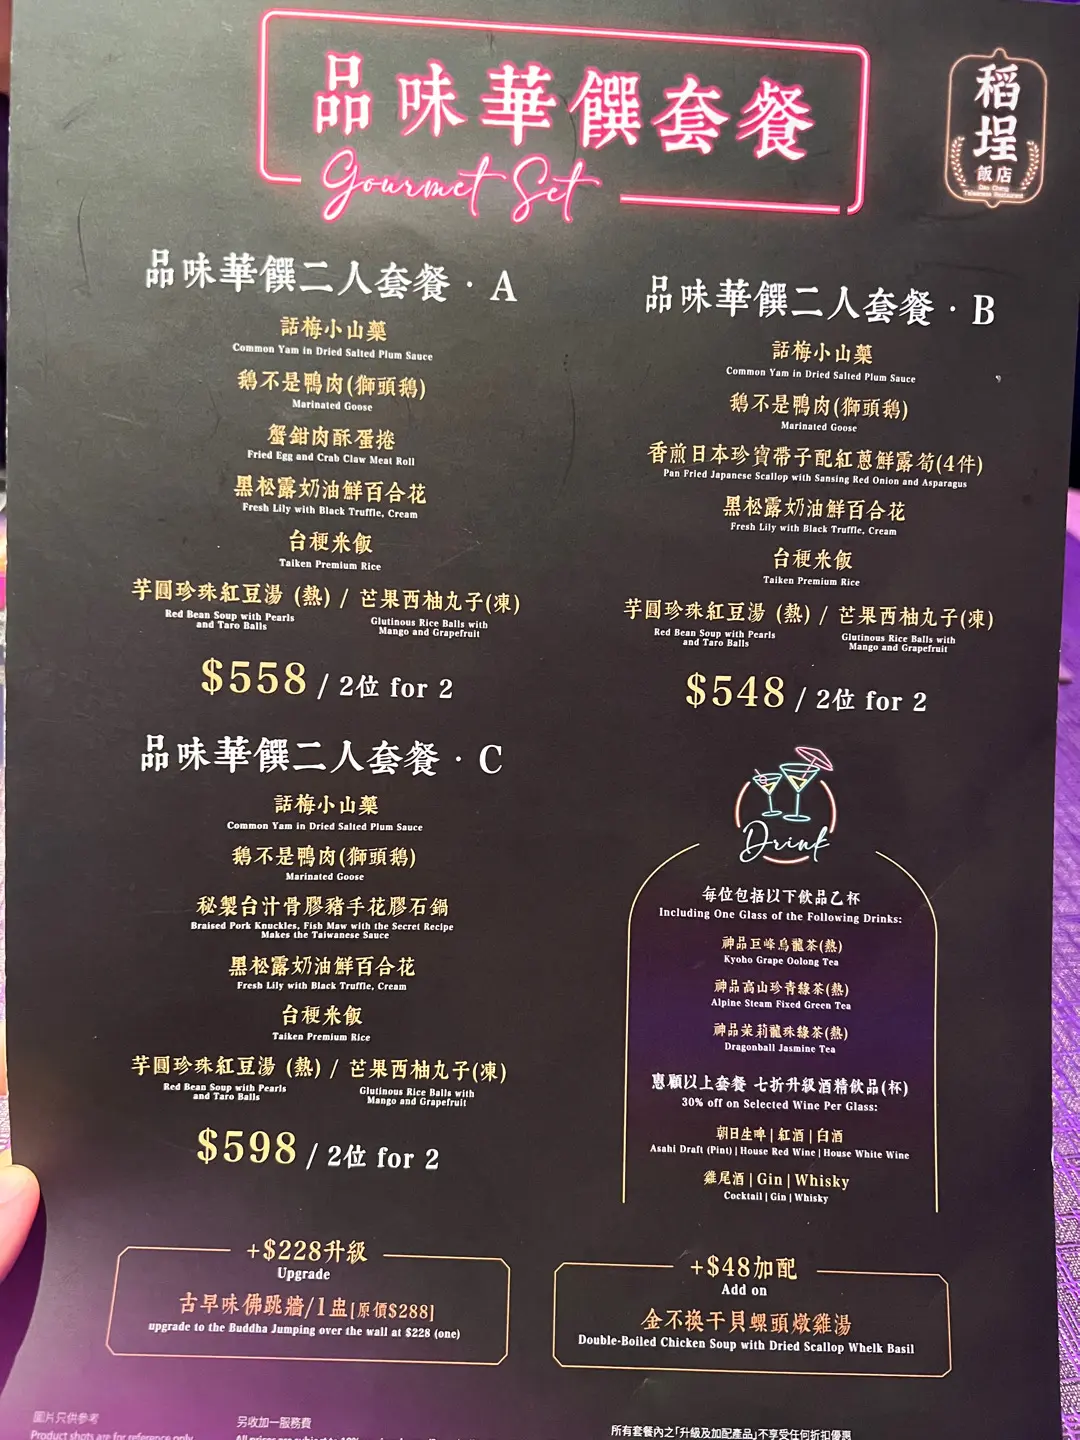 品味華饌套餐
Gourmet Set
稻埕
飯店
Dao Cheng
Taiwanese Restaurant
品味華饌二人套餐 · A
話梅小山藥
Common Yam in Dried Salted Plum Sauce
鵝不是鴨肉(獅頭鵝)
Marinated Goose
蟹鉗肉酥蛋捲
Fried Egg and Crab Claw Meat Roll
黑松露奶油鮮百合花
Fresh Lily with Black Truffle, Cream
台稉米飯
Taiken Premium Rice
芋圓珍珠紅豆湯 (熱) / 芒果西柚丸子(凍)
Red Bean Soup with Pearls
and Taro Balls
Glutinous Rice Balls with
Mango and Grapefruit
$558 / 2位 for 2
品味華饌二人套餐 · B
話梅小山藥
Common Yam in Dried Salted Plum Sauce
鵝不是鴨肉(獅頭鵝)
Marinated Goose
香煎日本珍寶帶子配紅蔥鮮露筍(4件)
Pan Fried Japanese Scallop with Sansing Red Onion and Asparagus
黑松露奶油鮮百合花
Fresh Lily with Black Truffle, Cream
台稉米飯
Taiken Premium Rice
芋圓珍珠紅豆湯 (熱) / 芒果西柚丸子(凍)
Red Bean Soup with Pearls
and Taro Balls
Glutinous Rice Balls with
Mango and Grapefruit
$548 / 2位 for 2
品味華饌二人套餐 · C
話梅小山藥
Common Yam in Dried Salted Plum Sauce
鵝不是鴨肉(獅頭鵝)
Marinated Goose
秘製台汁骨膠豬手花膠石鍋
Braised Pork Knuckles, Fish Maw with the Secret Recipe
Makes the Taiwanese Sauce
黑松露奶油鮮百合花
Fresh Lily with Black Truffle, Cream
台稉米飯
Taiken Premium Rice
芋圓珍珠紅豆湯 (熱) / 芒果西柚丸子(凍)
Red Bean Soup with Pearls
and Taro Balls
Glutinous Rice Balls with
Mango and Grapefruit
$598 / 2位 for 2
Drink
每位包括以下飲品乙杯
Including One Glass of the Following Drinks:
神品巨峰烏龍茶(熱)
Kyoho Grape Oolong Tea
神品高山珍青綠茶(熱)
Alpine Steam Fixed Green Tea
神品茉莉龍珠綠茶(熱)
Dragonball Jasmine Tea
惠顧以上套餐 七折升級酒精飲品(杯)
30% off on Selected Wine Per Glass:
朝日生啤 | 紅酒 | 白酒
Asahi Draft (Pint) | House Red Wine | House White Wine
雞尾酒 | Gin | Whisky
Cocktail | Gin | Whisky
+$228升級
Upgrade
古早味佛跳牆/1盅[原價$288]
upgrade to the Buddha Jumping over the wall at $228 (one)
+$48加配
Add on
金不換干貝螺頭燉雞湯
Double-Boiled Chicken Soup with Dried Scallop Whelk Basil
圖片只供參考
Product shots are for reference only
另收加一服務費
All prices are subject to 10%
所有套餐內之「升級及加配產品」不享受任何折扣優惠